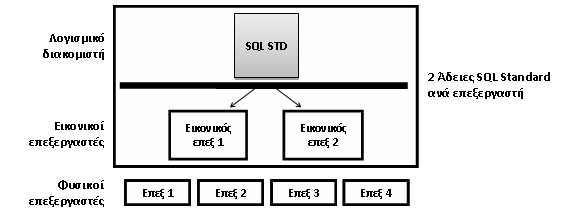 Λογισμικό
διακομιστή
SQL STD
2 Άδειες SQL Standard
ανά επεξεργαστή
Εικονικοί
επεξεργαστές
Εικονικός
επεξ 1
Εικονικός
επεξ 2
Φυσικοί
επεξεργαστές
Επεξ 1
Επεξ 2
Επεξ 3
Επεξ 4